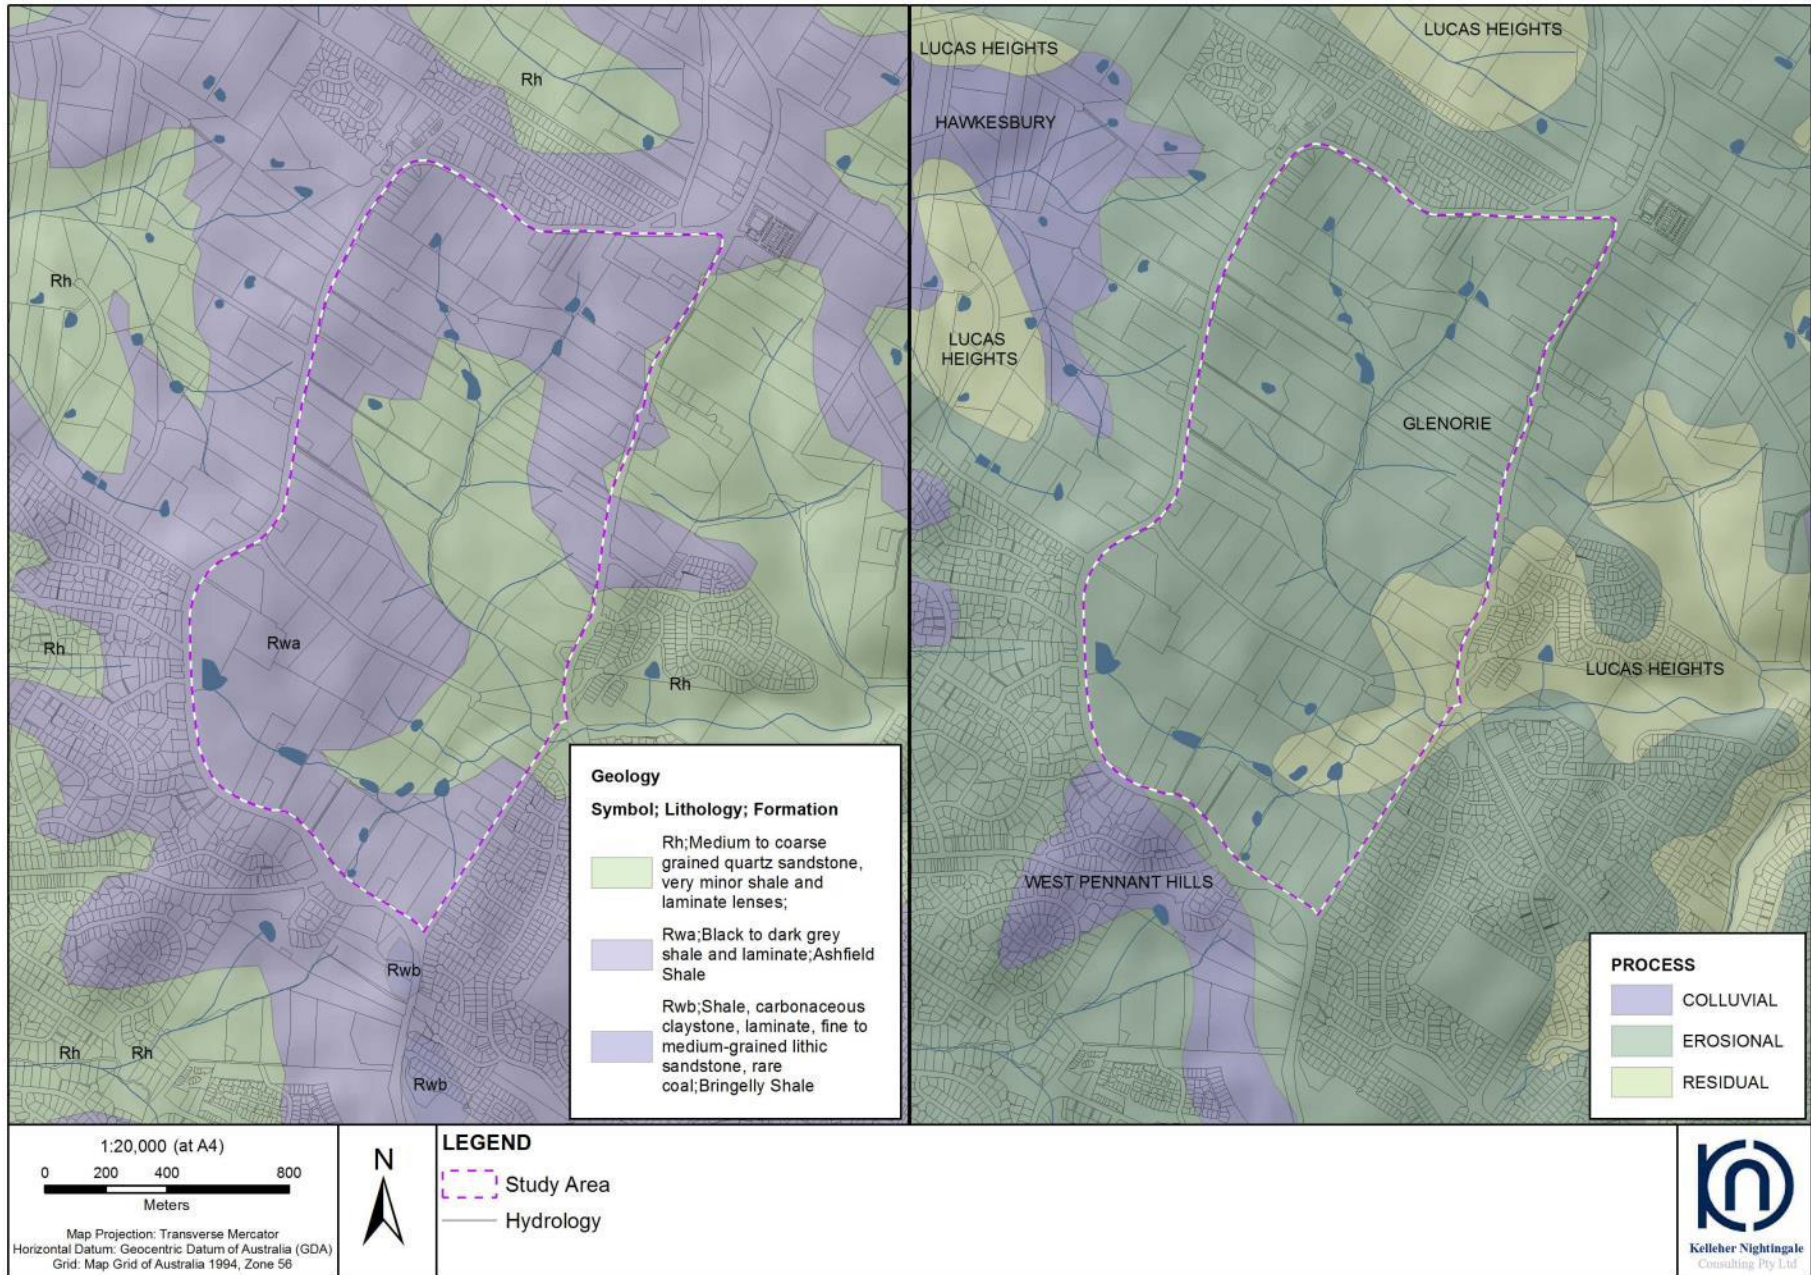 Rh
Rh
Rh
Rwa
Rh
Rwb
Rh
Rh
Rwb
Geology
Symbol; Lithology; Formation
Rh;Medium to coarse
grained quartz sandstone,
very minor shale and
laminate lenses;
Rwa;Black to dark grey
shale and laminate;Ashfield
Shale
Rwb;Shale, carbonaceous
claystone, laminate, fine to
medium-grained lithic
sandstone, rare
coal;Bringelly Shale
LUCAS HEIGHTS
LUCAS HEIGHTS
HAWKESBURY
LUCAS
HEIGHTS
GLENORIE
LUCAS HEIGHTS
WEST PENNANT HILLS
PROCESS
COLLUVIAL
EROSIONAL
RESIDUAL
1:20,000 (at A4)
0 200 400 800
Meters
Map Projection: Transverse Mercator
Horizontal Datum: Geocentric Datum of Australia (GDA)
Grid: Map Grid of Australia 1994, Zone 56
N
LEGEND
Study Area
Hydrology
Kelleher Nightingale
Consulting Pty Ltd